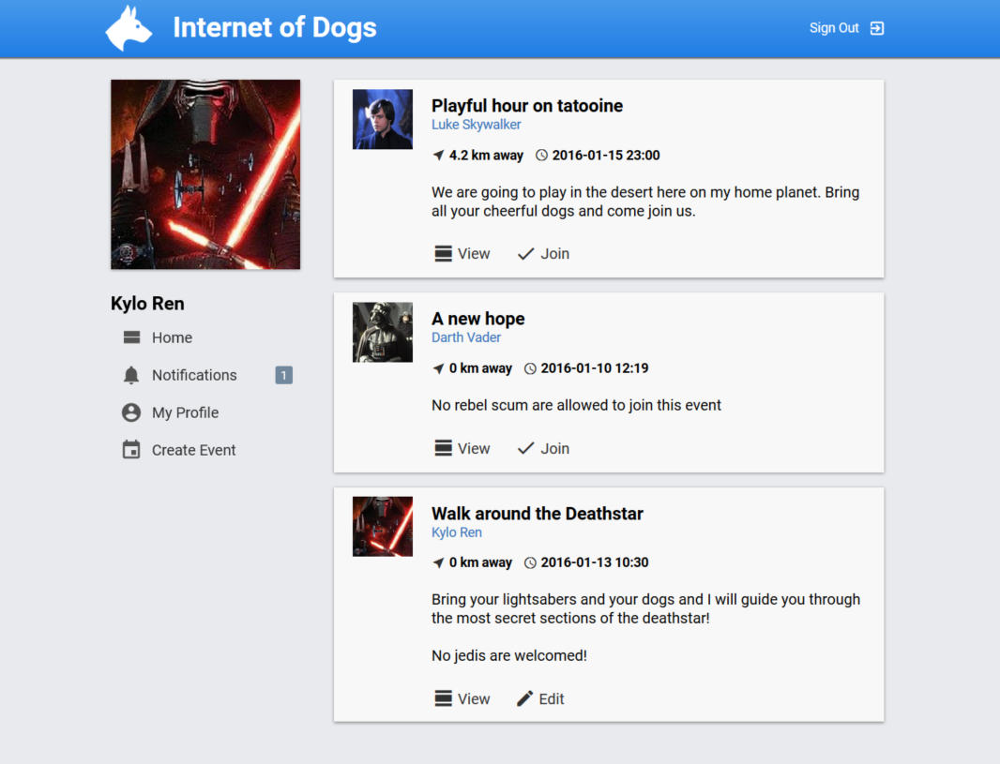 Internet of Dogs
Sign Out
Kylo Ren
Home
Notifications 1
My Profile
Create Event
Playful hour on tatooine
Luke Skywalker
4.2 km away 2016-01-15 23:00
We are going to play in the desert here on my home planet. Bring
all your cheerful dogs and come join us.
View Join
A new hope
Darth Vader
0 km away 2016-01-10 12:19
No rebel scum are allowed to join this event
View Join
Walk around the Deathstar
Kylo Ren
0 km away 2016-01-13 10:30
Bring your lightsabers and your dogs and I will guide you through
the most secret sections of the deathstar!
No jedis are welcomed!
View Edit